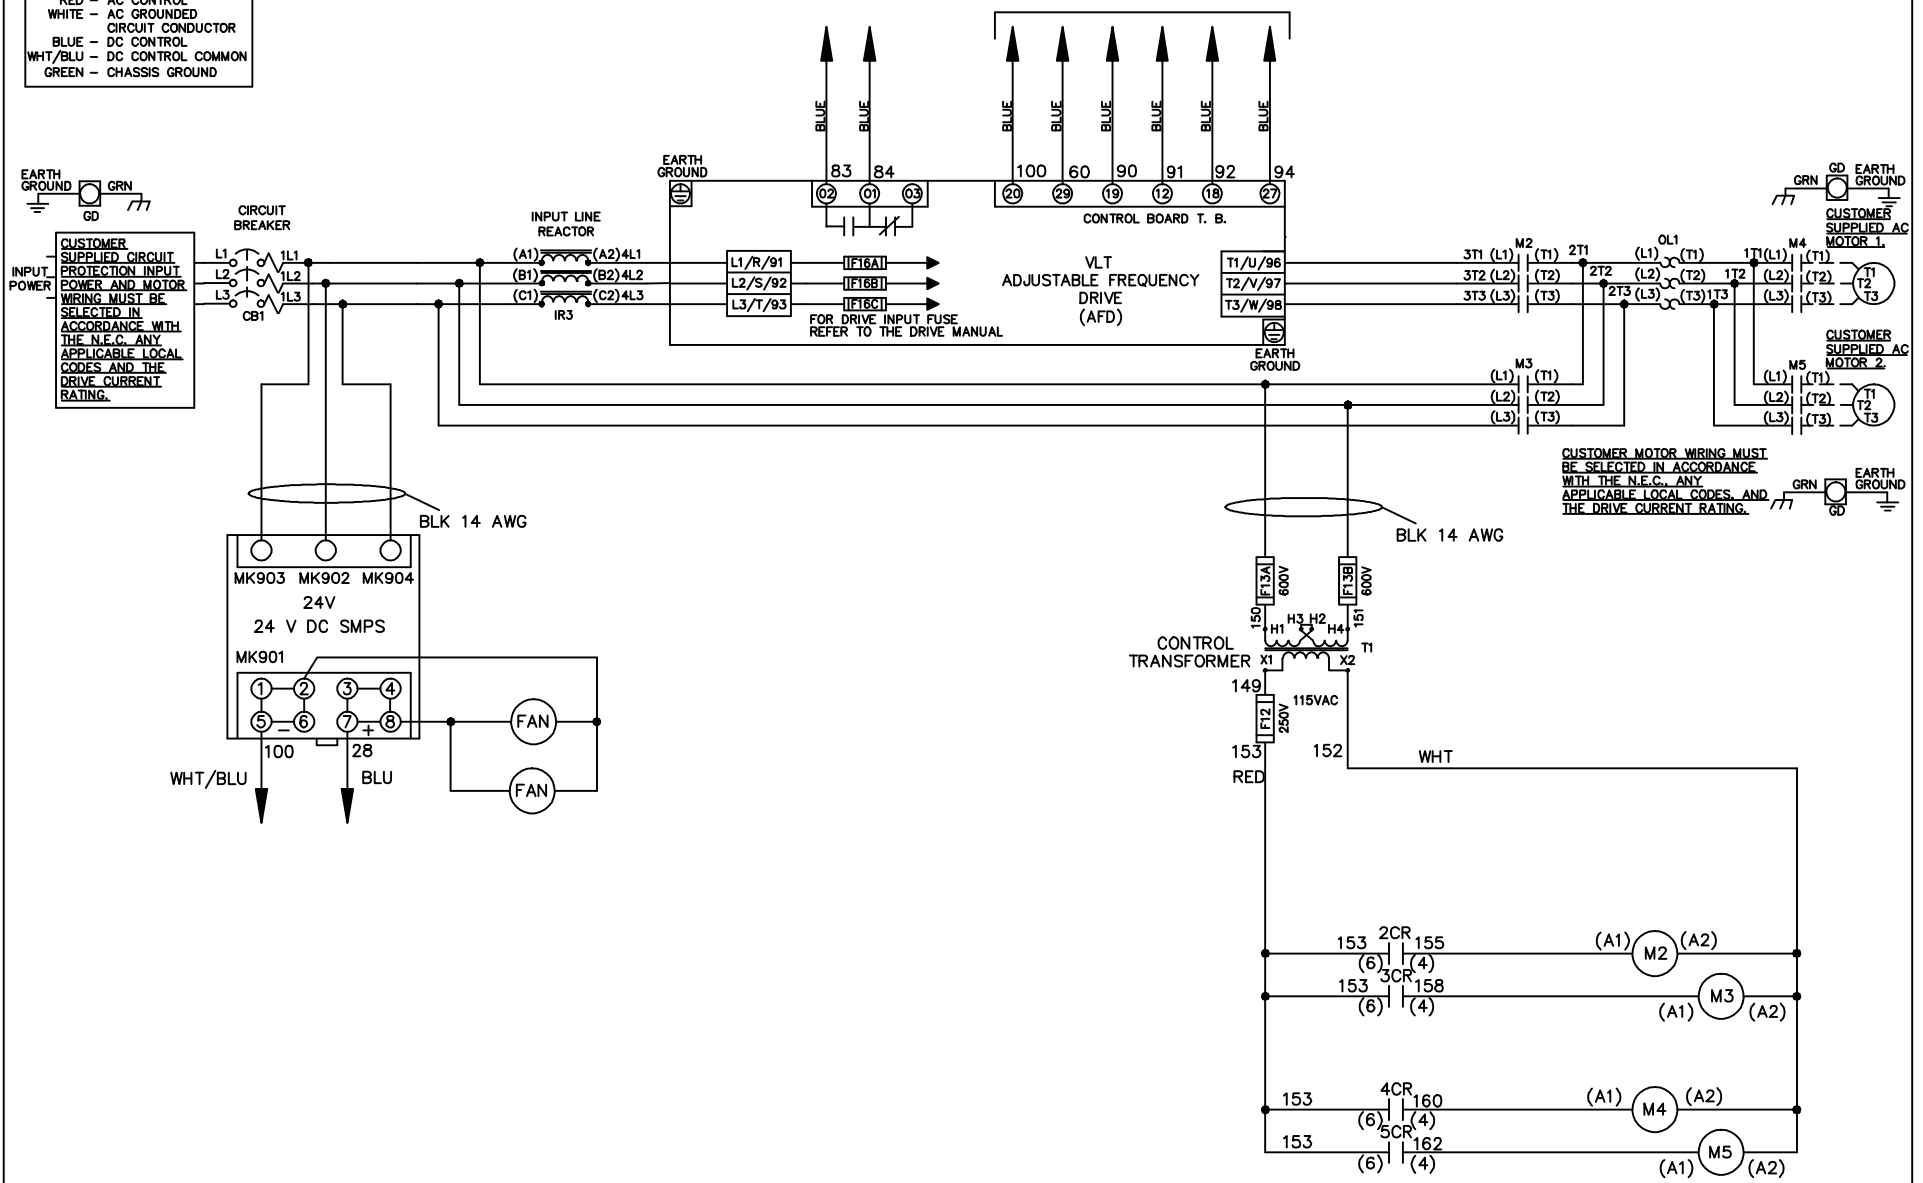 RED – AC CONTROL
WHITE – AC GROUNDED
CIRCUIT CONDUCTOR
BLUE – DC CONTROL
WHT/BLU – DC CONTROL COMMON
GREEN – CHASSIS GROUND
BLUE BLUE BLUE BLUE BLUE BLUE BLUE BLUE
EARTH
GROUND
GRN
GD
CIRCUIT
BREAKER
INPUT LINE
REACTOR
EARTH
GROUND
83 84
02 01 03
100 60 90 91 92 94
20 29 19 12 18 27
CONTROL BOARD T. B.
GD
GRN
EARTH
GROUND
INPUT
POWER
CUSTOMER
SUPPLIED CIRCUIT
PROTECTION INPUT
POWER AND MOTOR
WIRING MUST BE
SELECTED IN
ACCORDANCE WITH
THE N.E.C. ANY
APPLICABLE LOCAL
CODES AND THE
DRIVE CURRENT
RATING.
L1 1L1
L2 1L2
L3 1L3
CB1
(A1) (A2) 4L1
(B1) (B2) 4L2
(C1) (C2) 4L3
IR3
L1/R/91 F16A
L2/S/92 F16B
L3/T/93 F16C
FOR DRIVE INPUT FUSE
REFER TO THE DRIVE MANUAL
VLT
ADJUSTABLE FREQUENCY
DRIVE
(AFD)
T1/U/96
T2/V/97
T3/W/98
EARTH
GROUND
M2
3T1 (L1) (T1) 2T1
3T2 (L2) (T2) 2T2
3T3 (L3) (T3) 2T3
OL1
(L1) (T1) 1T1
(L2) (T2) 1T2
(L3) (T3) 1T3
M4
(L1) (T1)
(L2) (T2)
(L3) (T3)
CUSTOMER
SUPPLIED AC
MOTOR 1.
T1
T2
T3
M3
(L1) (T1)
(L2) (T2)
(L3) (T3)
CUSTOMER
SUPPLIED AC
MOTOR 2.
M5
(L1) (T1)
(L2) (T2)
(L3) (T3)
T1
T2
T3
CUSTOMER MOTOR WIRING MUST
BE SELECTED IN ACCORDANCE
WITH THE N.E.C., ANY
APPLICABLE LOCAL CODES, AND
THE DRIVE CURRENT RATING.
GRN
GD
EARTH
GROUND
BLK 14 AWG
MK903 MK902 MK904
24V
24 V DC SMPS
MK901
1 2 3 4
5 – 6 7 + 8
100 28
WHT/BLU BLU
FAN
FAN
BLK 14 AWG
F13A 600V F13B 600V
150 151
H1 H3 H2 H4
T1
CONTROL
TRANSFORMER
X1 X2
149
115VAC
F12 250V
153 152
RED
WHT
2CR
153 155 (A1) M2 (A2)
(6) (4)
3CR
153 158 M3
(6) (4) (A1) (A2)
4CR
153 160 (A1) M4 (A2)
(6) (4)
5CR
153 162 M5
(6) (4) (A1) (A2)